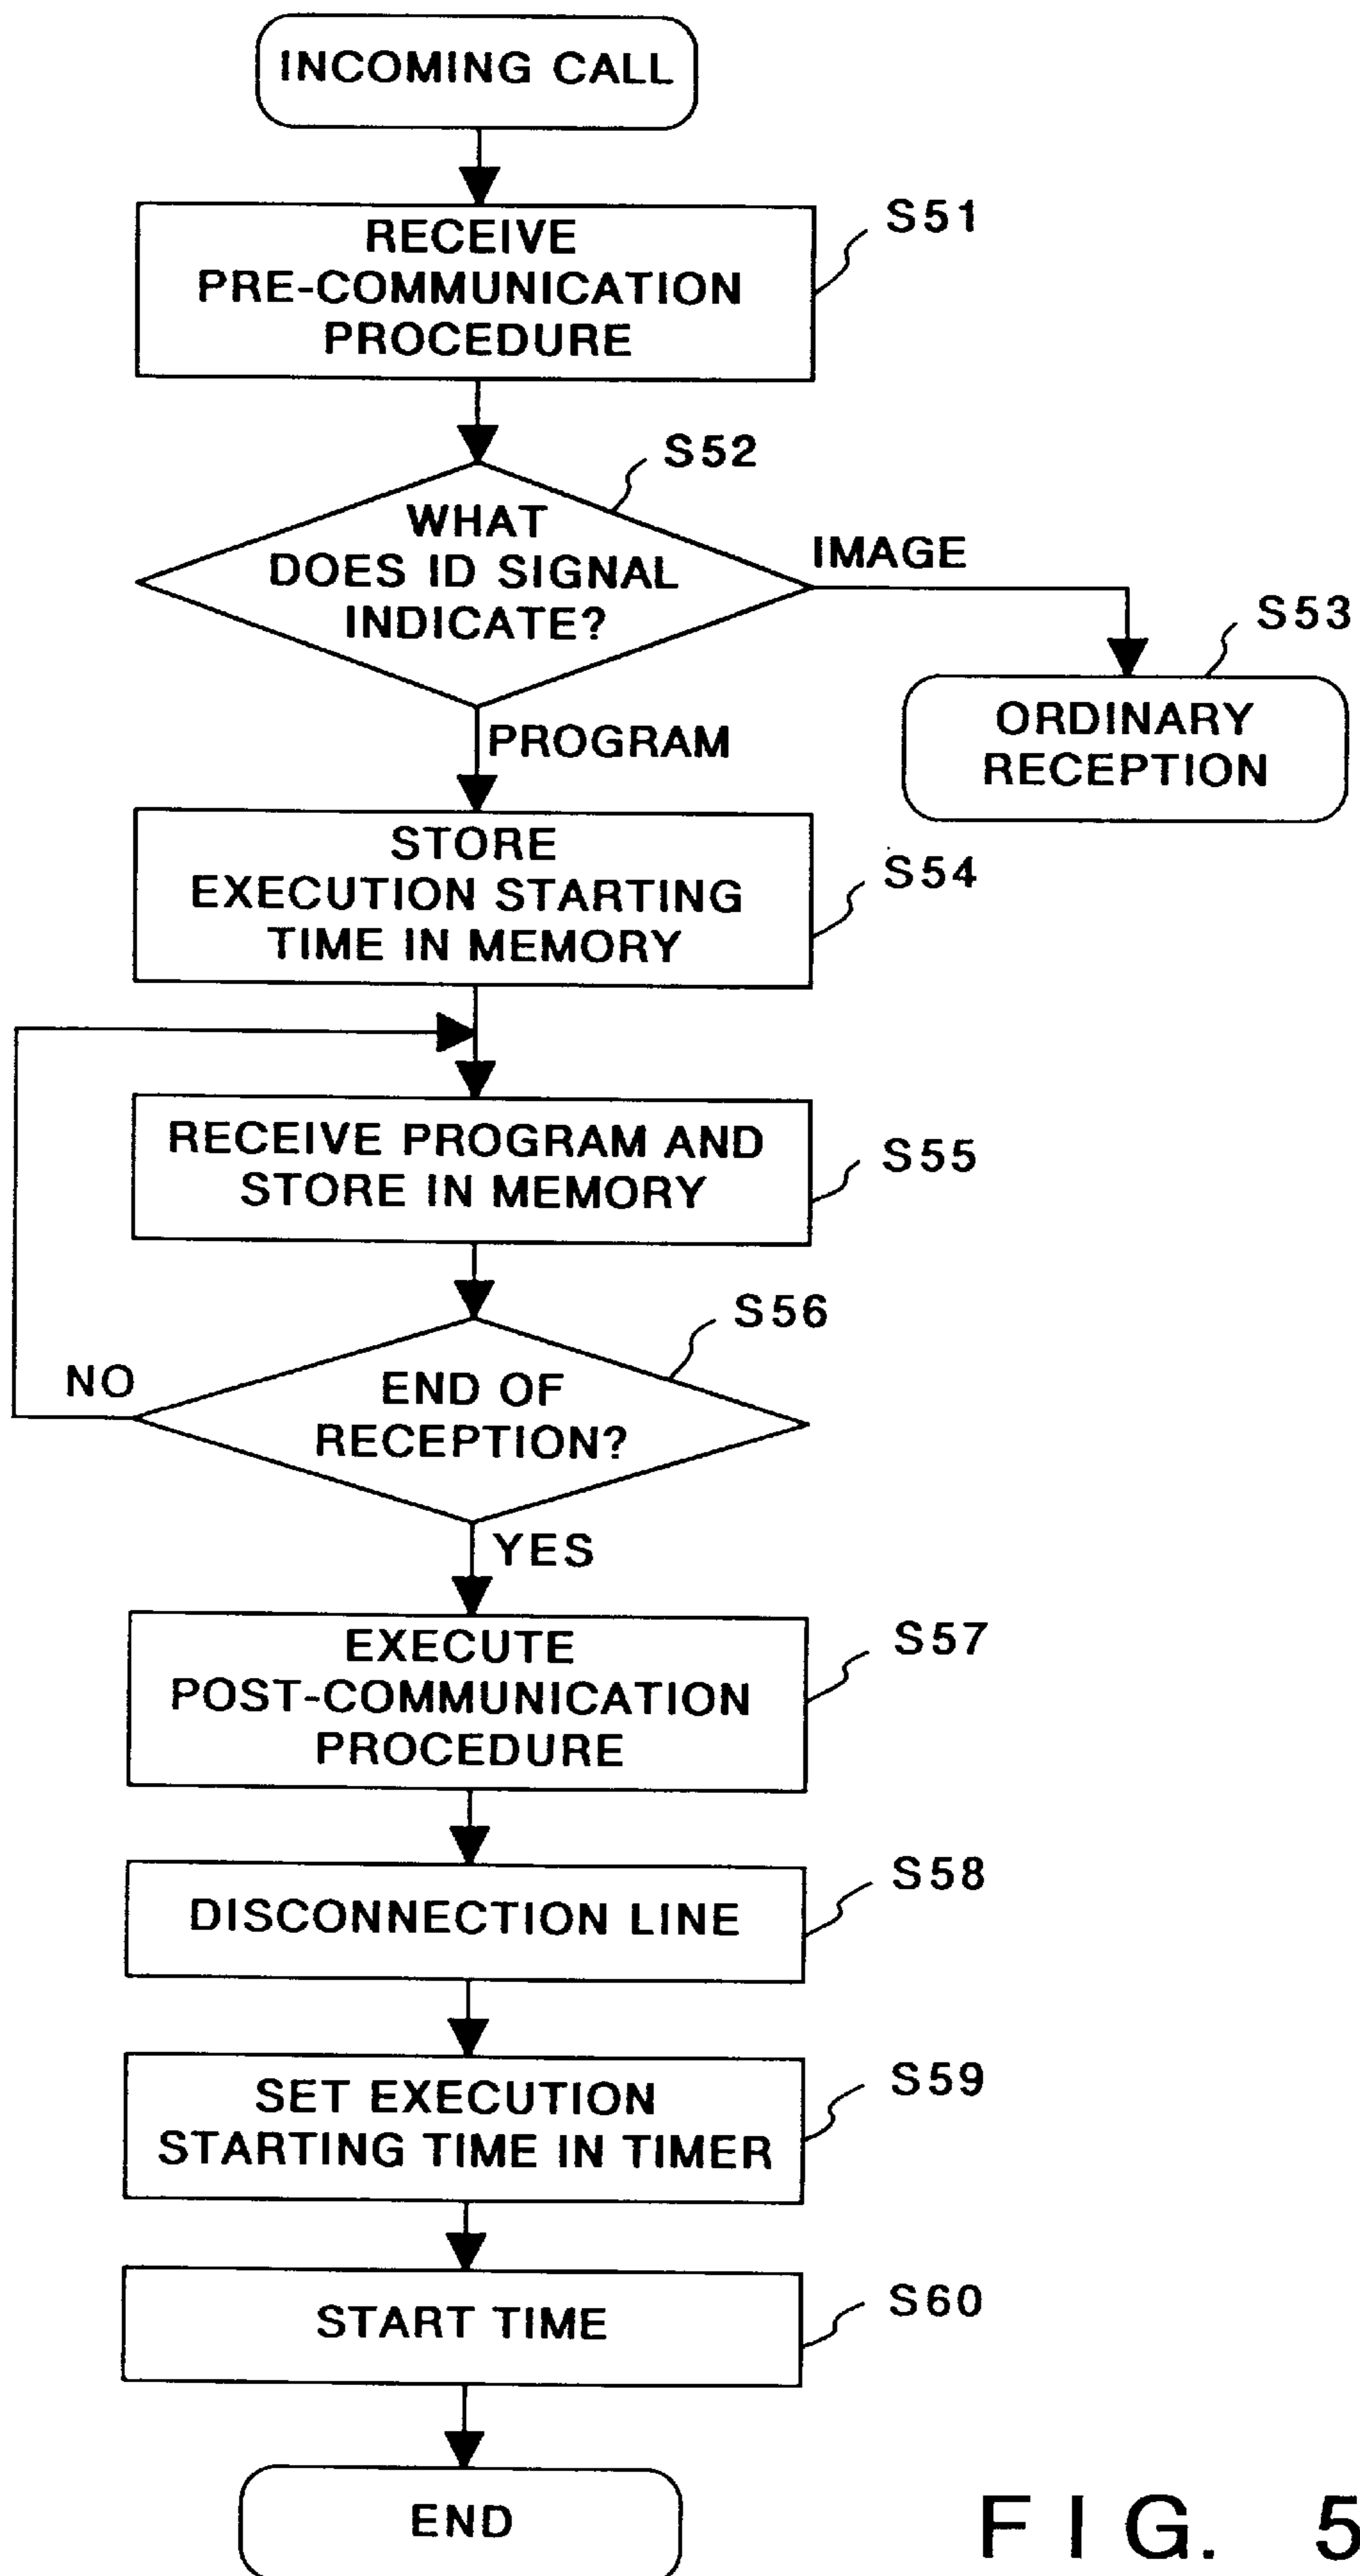 INCOMING CALL
S51
RECEIVE
PRE-COMMUNICATION
PROCEDURE
S52
WHAT
DOES ID SIGNAL
INDICATE?
IMAGE
S53
ORDINARY
RECEPTION
PROGRAM
STORE
EXECUTION STARTING
TIME IN MEMORY
S54
RECEIVE PROGRAM AND
STORE IN MEMORY
S55
S56
END OF
RECEPTION?
NO
YES
EXECUTE
POST-COMMUNICATION
PROCEDURE
S57
DISCONNECTION LINE
S58
SET EXECUTION
STARTING TIME IN TIMER
S59
START TIME
S60
END
FIG. 5